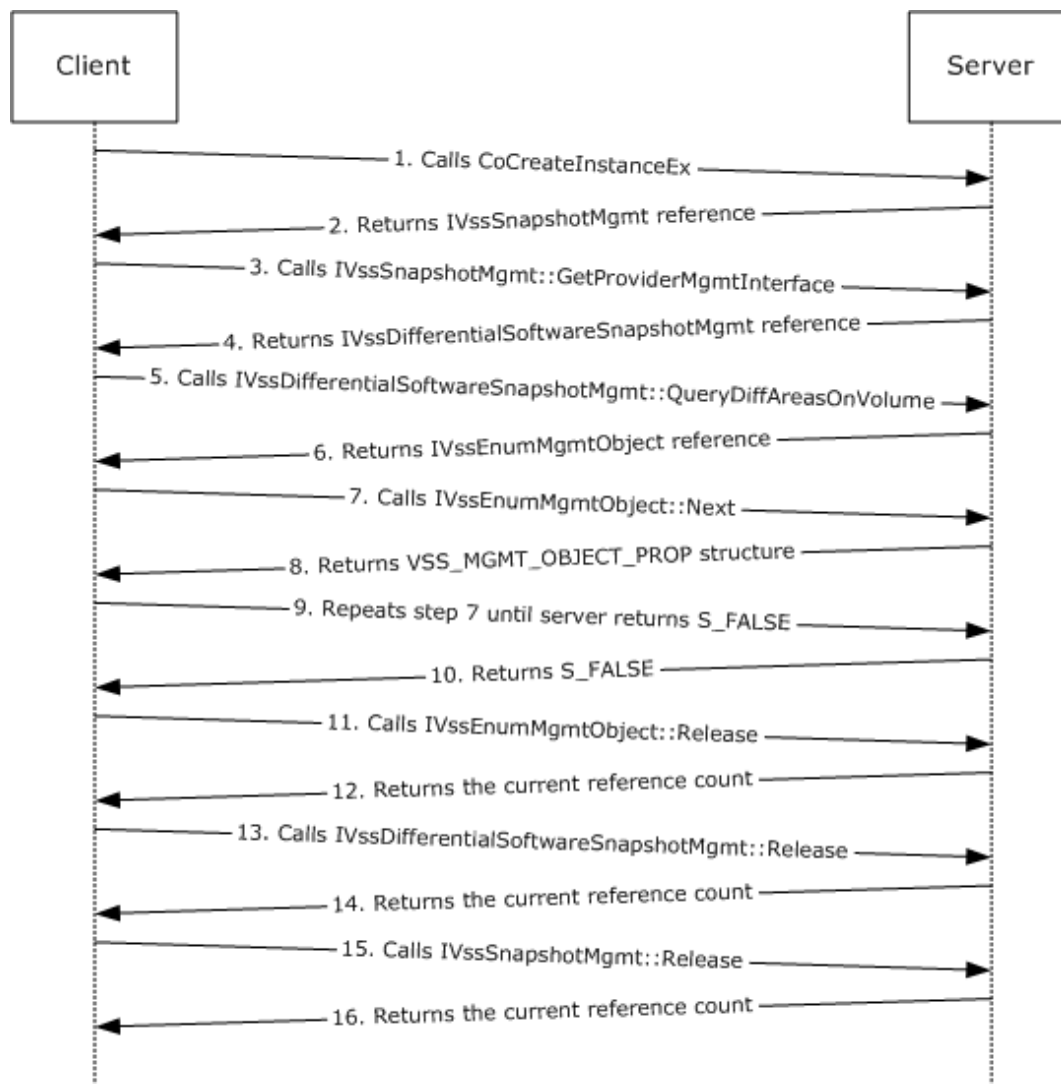 Client
Server
1. Calls CoCreateInstanceEx
2. Returns IVssSnapshotMgmt reference
3. Calls IVssSnapshotMgmt::GetProviderMgmtInterface
4. Returns IVssDifferentialSoftwareSnapshotMgmt reference
5. Calls IVssDifferentialSoftwareSnapshotMgmt::QueryDiffAreasOnVolume
6. Returns IVssEnumMgmtObject reference
7. Calls IVssEnumMgmtObject::Next
8. Returns VSS_MGMT_OBJECT_PROP structure
9. Repeats step 7 until server returns S_FALSE
10. Returns S_FALSE
11. Calls IVssEnumMgmtObject::Release
12. Returns the current reference count
13. Calls IVssDifferentialSoftwareSnapshotMgmt::Release
14. Returns the current reference count
15. Calls IVssSnapshotMgmt::Release
16. Returns the current reference count